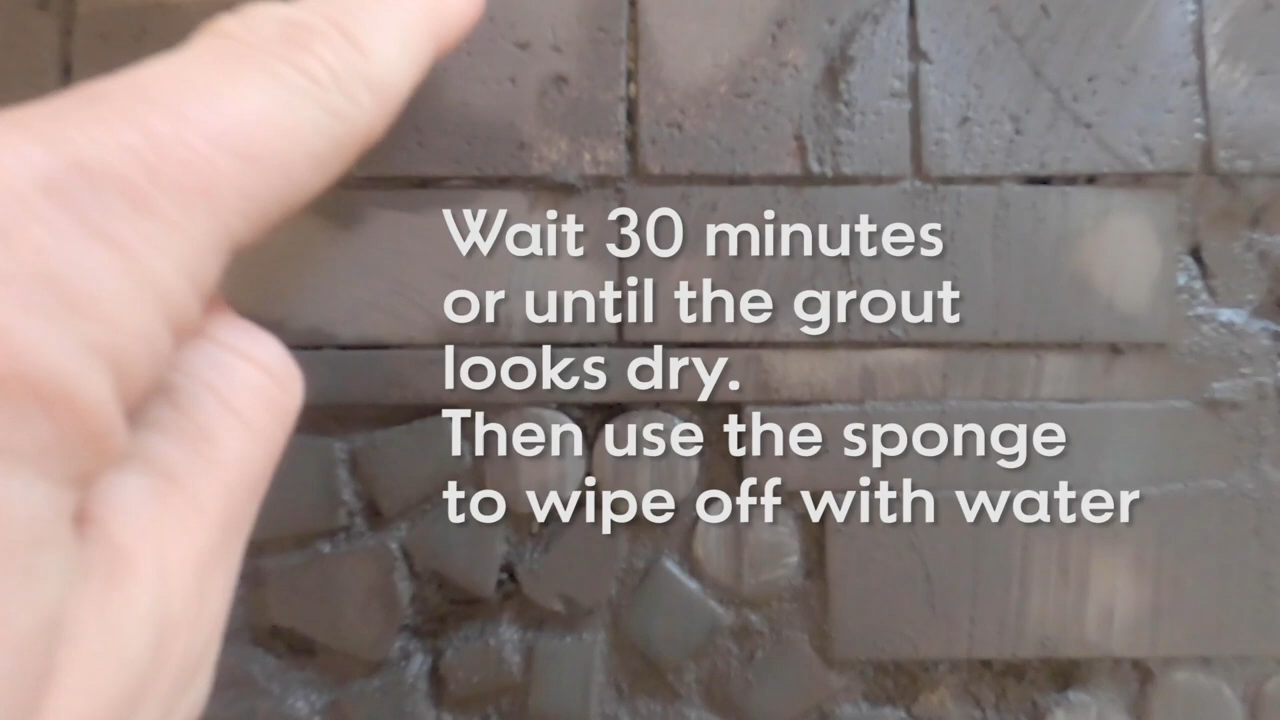 Wait 30 minutes
or until the grout
looks dry.
Then use the sponge
to wipe off with water